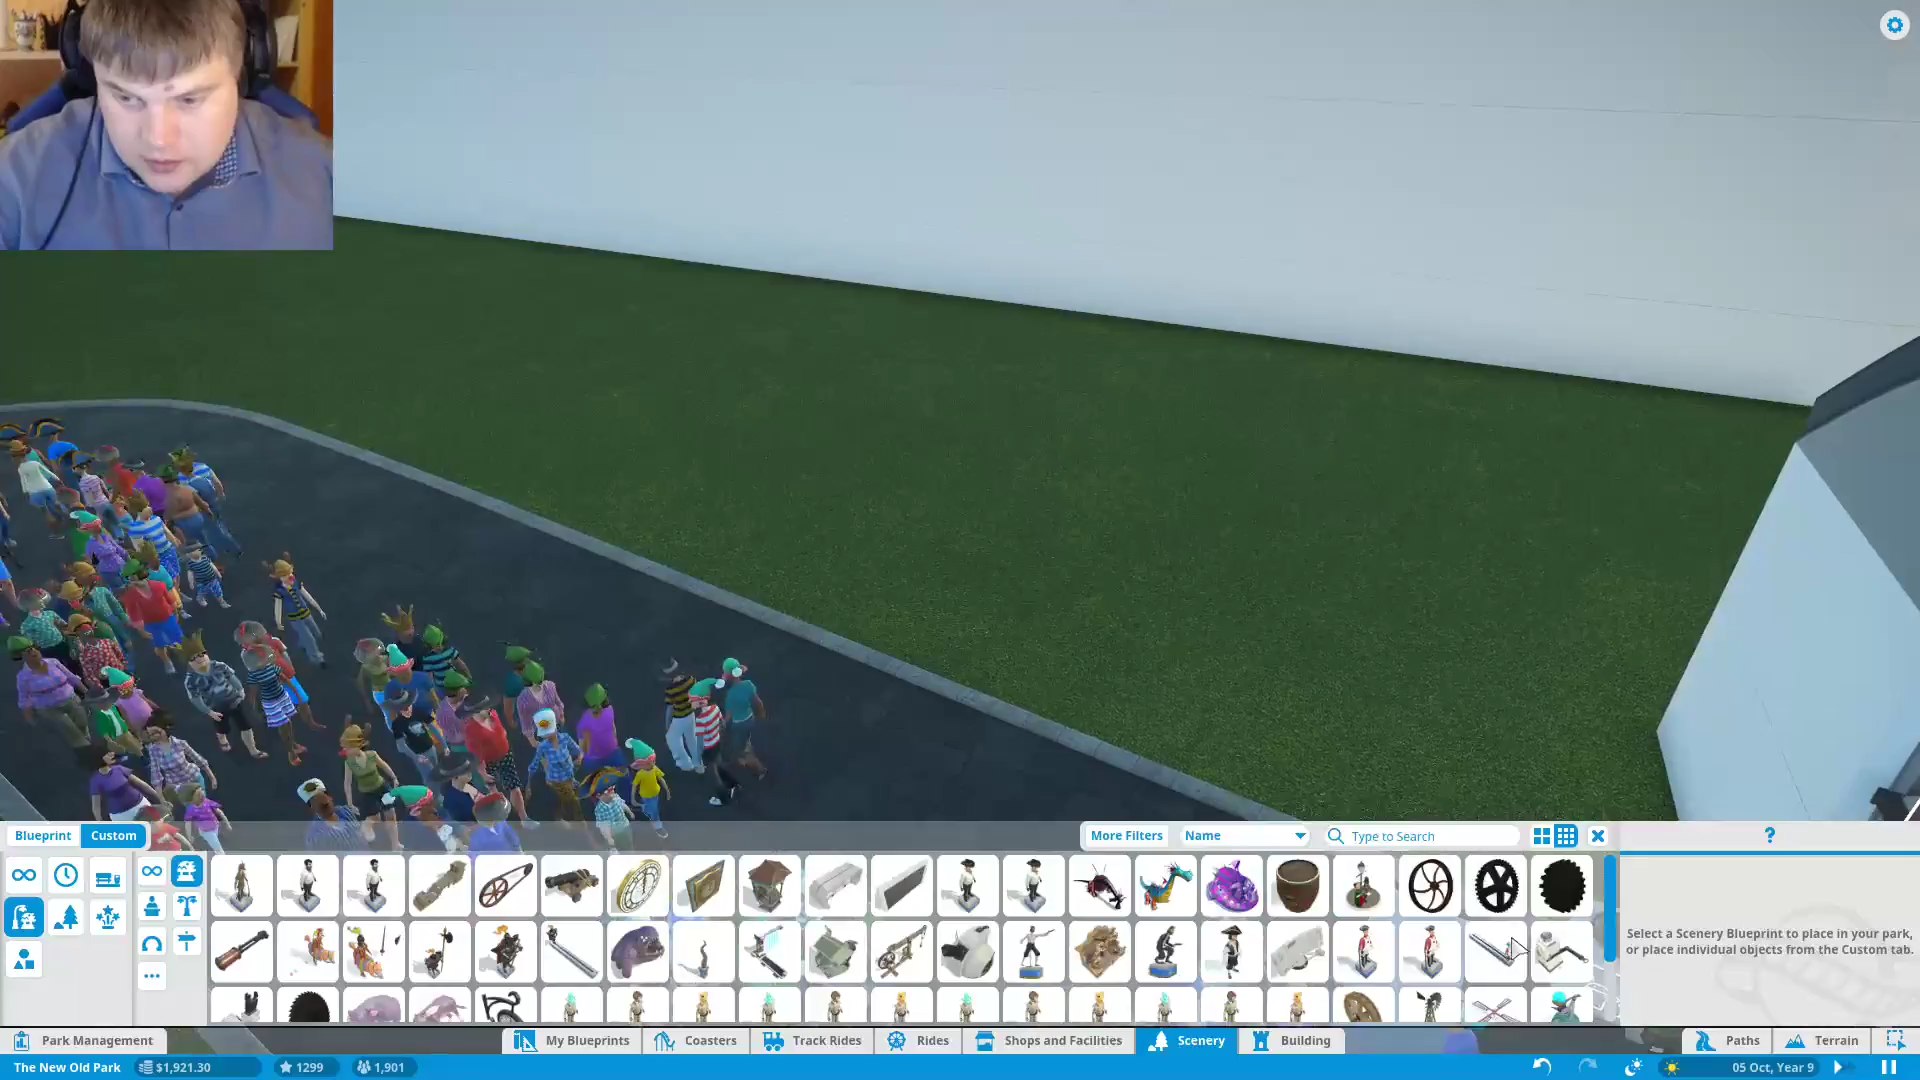 Blueprint
Custom
More Filters
Name
Type to Search
?
Select a Scenery Blueprint to place in your park,
or place individual objects from the Custom tab.
Park Management
My Blueprints
Coasters
Track Rides
Rides
Shops and Facilities
Scenery
Building
Paths
Terrain
The New Old Park
$1,921.30
1299
1,901
05 Oct, Year 9